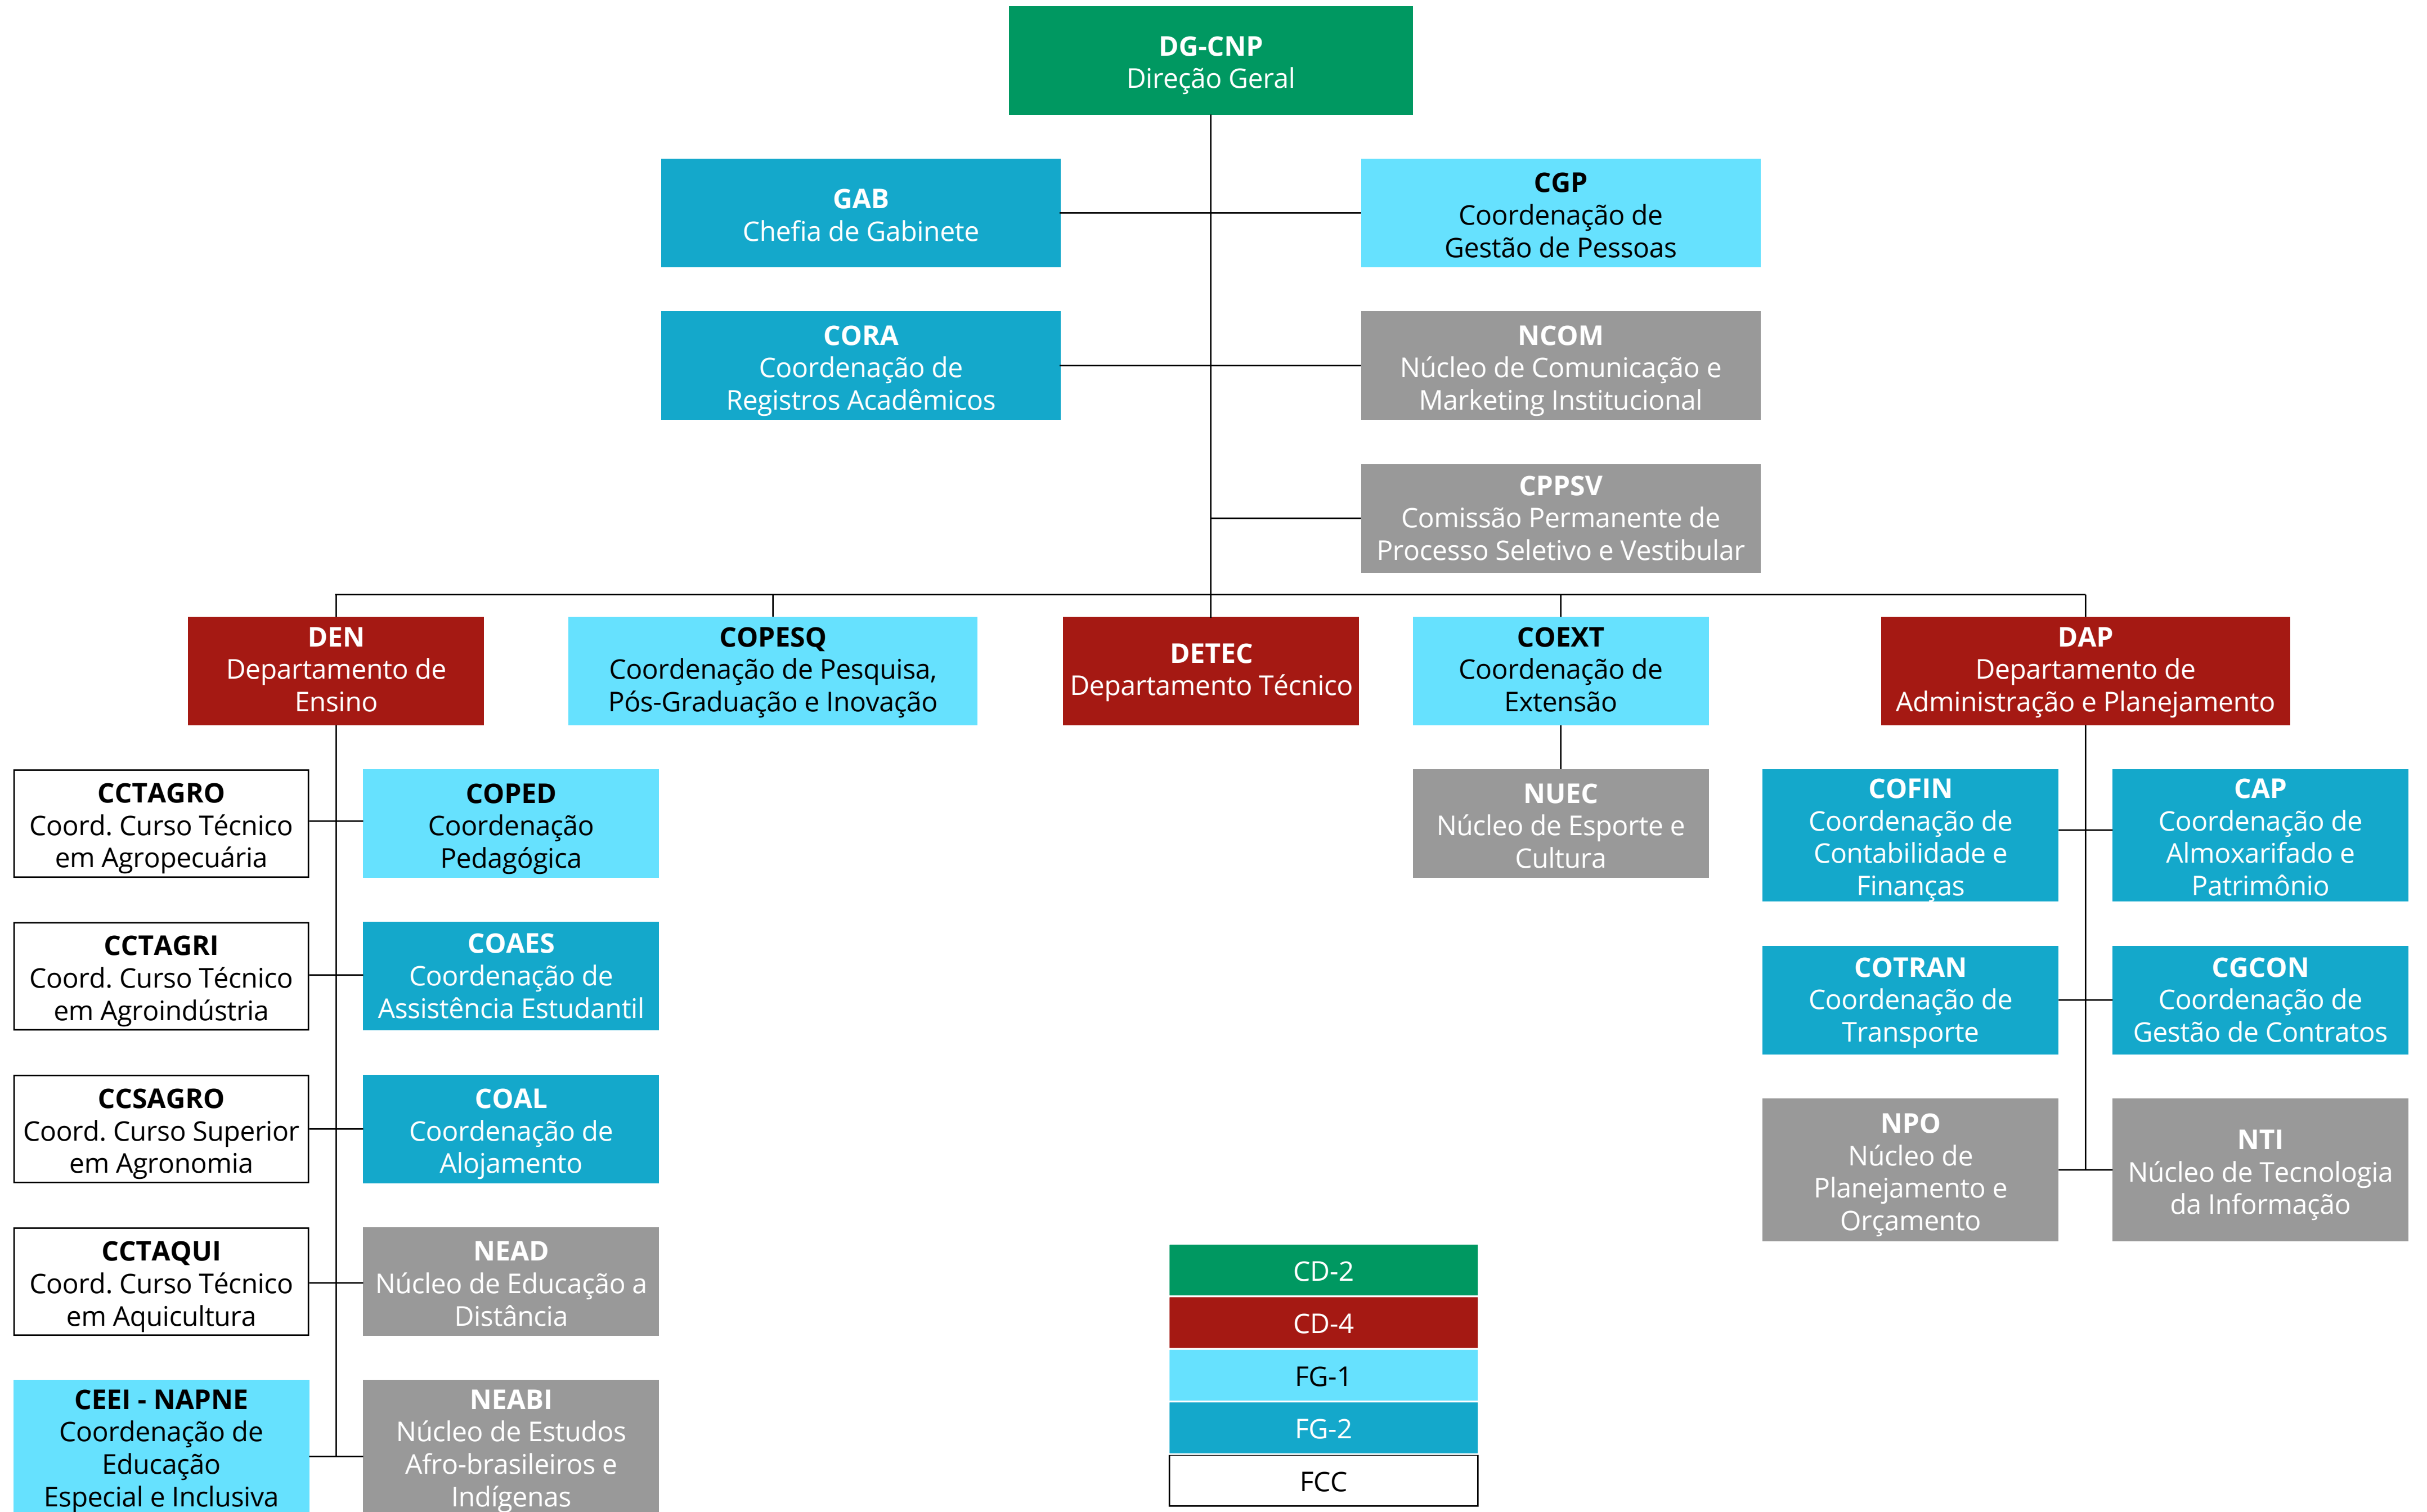 DG-CNP
Direção Geral
GAB
Chefia de Gabinete
CGP
Coordenação de
Gestão de Pessoas
CORA
Coordenação de
Registros Acadêmicos
NCOM
Núcleo de Comunicação e
Marketing Institucional
CPPSV
Comissão Permanente de
Processo Seletivo e Vestibular
DEN
Departamento de
Ensino
COPESQ
Coordenação de Pesquisa,
Pós-Graduação e Inovação
DETEC
Departamento Técnico
COEXT
Coordenação de
Extensão
DAP
Departamento de
Administração e Planejamento
CCTAGRO
Coord. Curso Técnico
em Agropecuária
COPED
Coordenação
Pedagógica
NUEC
Núcleo de Esporte e
Cultura
COFIN
Coordenação de
Contabilidade e
Finanças
CAP
Coordenação de
Almoxarifado e
Patrimônio
CCTAGRI
Coord. Curso Técnico
em Agroindústria
COAES
Coordenação de
Assistência Estudantil
COTRAN
Coordenação de
Transporte
CGCON
Coordenação de
Gestão de Contratos
CCSAGRO
Coord. Curso Superior
em Agronomia
COAL
Coordenação de
Alojamento
NPO
Núcleo de
Planejamento e
Orçamento
NTI
Núcleo de Tecnologia
da Informação
CCTAQUI
Coord. Curso Técnico
em Aquicultura
NEAD
Núcleo de Educação a
Distância
CEEI - NAPNE
Coordenação de
Educação
Especial e Inclusiva
NEABI
Núcleo de Estudos
Afro-brasileiros e
Indígenas
CD-2
CD-4
FG-1
FG-2
FCC